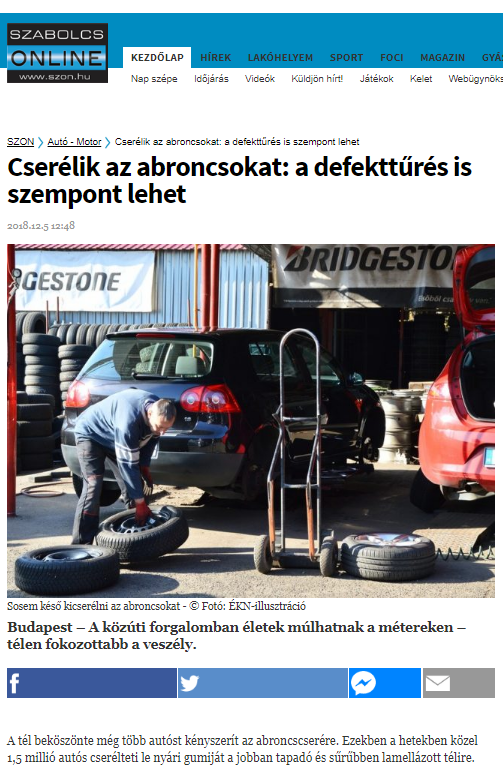 SZABOLCS
ONLINE
www.szon.hu
KEZDŐLAP HÍREK LAKÓHELYEM SPORT FOCI MAGAZIN
Nap szépe Időjárás Videók Küldjön hírt! Játékok Kelet
SZON Autó - Motor Cserélik az abroncsokat: a defekttűrés is szempont lehet
Cserélik az abroncsokat: a defekttűrés is
szempont lehet
2018.12.5 12:48
GESTONE
BRIDGESTO
Sosem késő kicserélni az abroncsokat - © Fotó: ÉKN-illusztráció
Budapest – A közúti forgalomban életek múlhatnak a métereken –
télen fokozottabb a veszély.
A tél beköszönte még több autóst kényszerít az abroncscserére. Ezekben a hetekben közel
1,5 millió autós cserélteti le nyári gumiját a jobban tapadó és sűrűbben lamellázott télire.